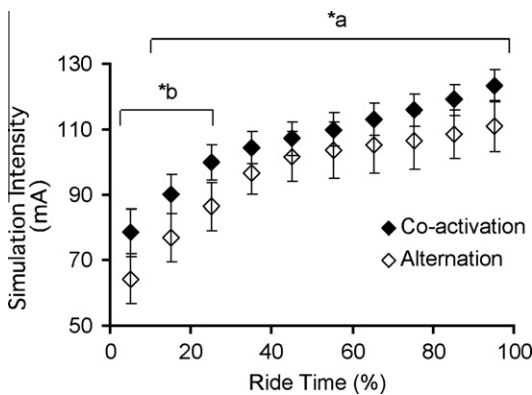 *a
*b
130
110
90
70
50
Simulation Intensity
(mA)
Co-activation
Alternation
0 20 40 60 80 100
Ride Time (%)